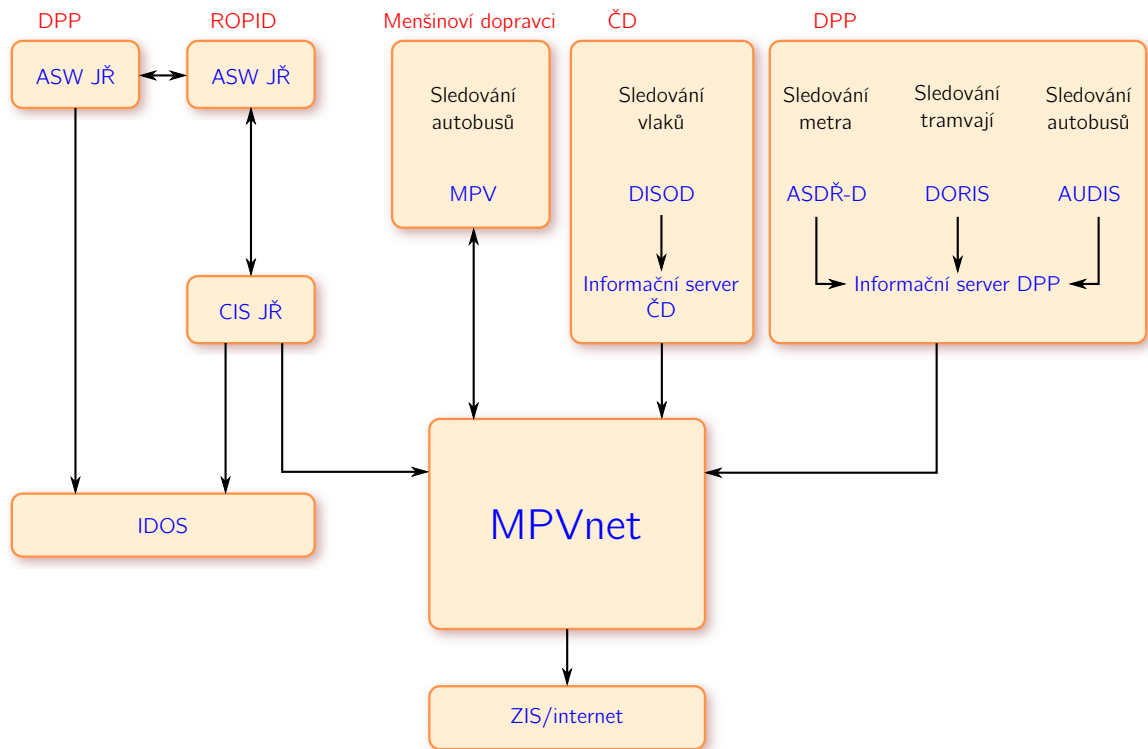 DPP
ROPID
Menšinoví dopravci
ČD
DPP
ASW JŘ
ASW JŘ
Sledování
autobusů
MPV
Sledování
vlaků
DISOD
Informační server
ČD
Sledování
metra
Sledování
tramvají
Sledování
autobusů
ASDŘ-D
DORIS
AUDIS
Informační server DPP
CIS JŘ
IDOS
MPVnet
ZIS/internet